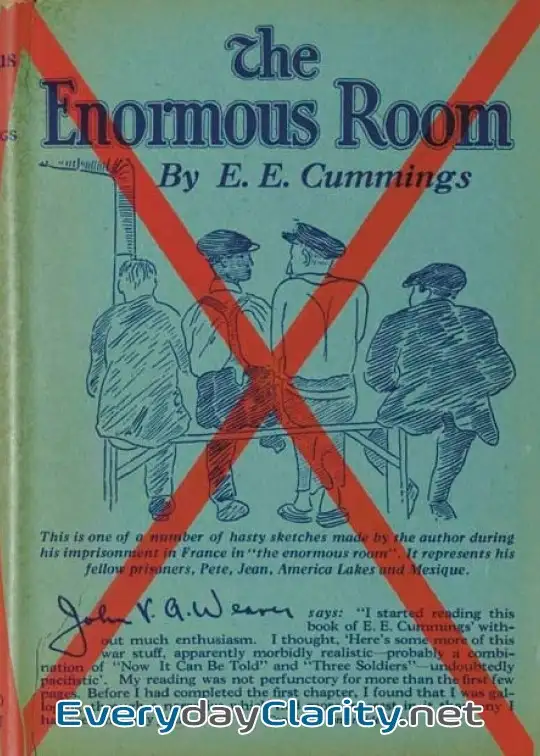 The
Enormous Room
By E. E. Cummings
This is one of a number of hasty sketches made by the author during
his imprisonment in France in "the enormous room". It represents his
fellow prisoners, Pete, Jean, America Lakes and Mexique.
John V. A. Weaver says: "I started reading this
book of E. E. Cummings' with-
out much enthusiasm. I thought, 'Here's some more of this
war stuff, apparently morbidly realistic—probably a combi-
nation of "Now It Can Be Told" and "Three Soldiers"—undoubtedly
pacifistic'. My reading was not perfunctory for more than the first few
pages. Before I had completed the first chapter, I found that I was gal-
EverydayClarity.net